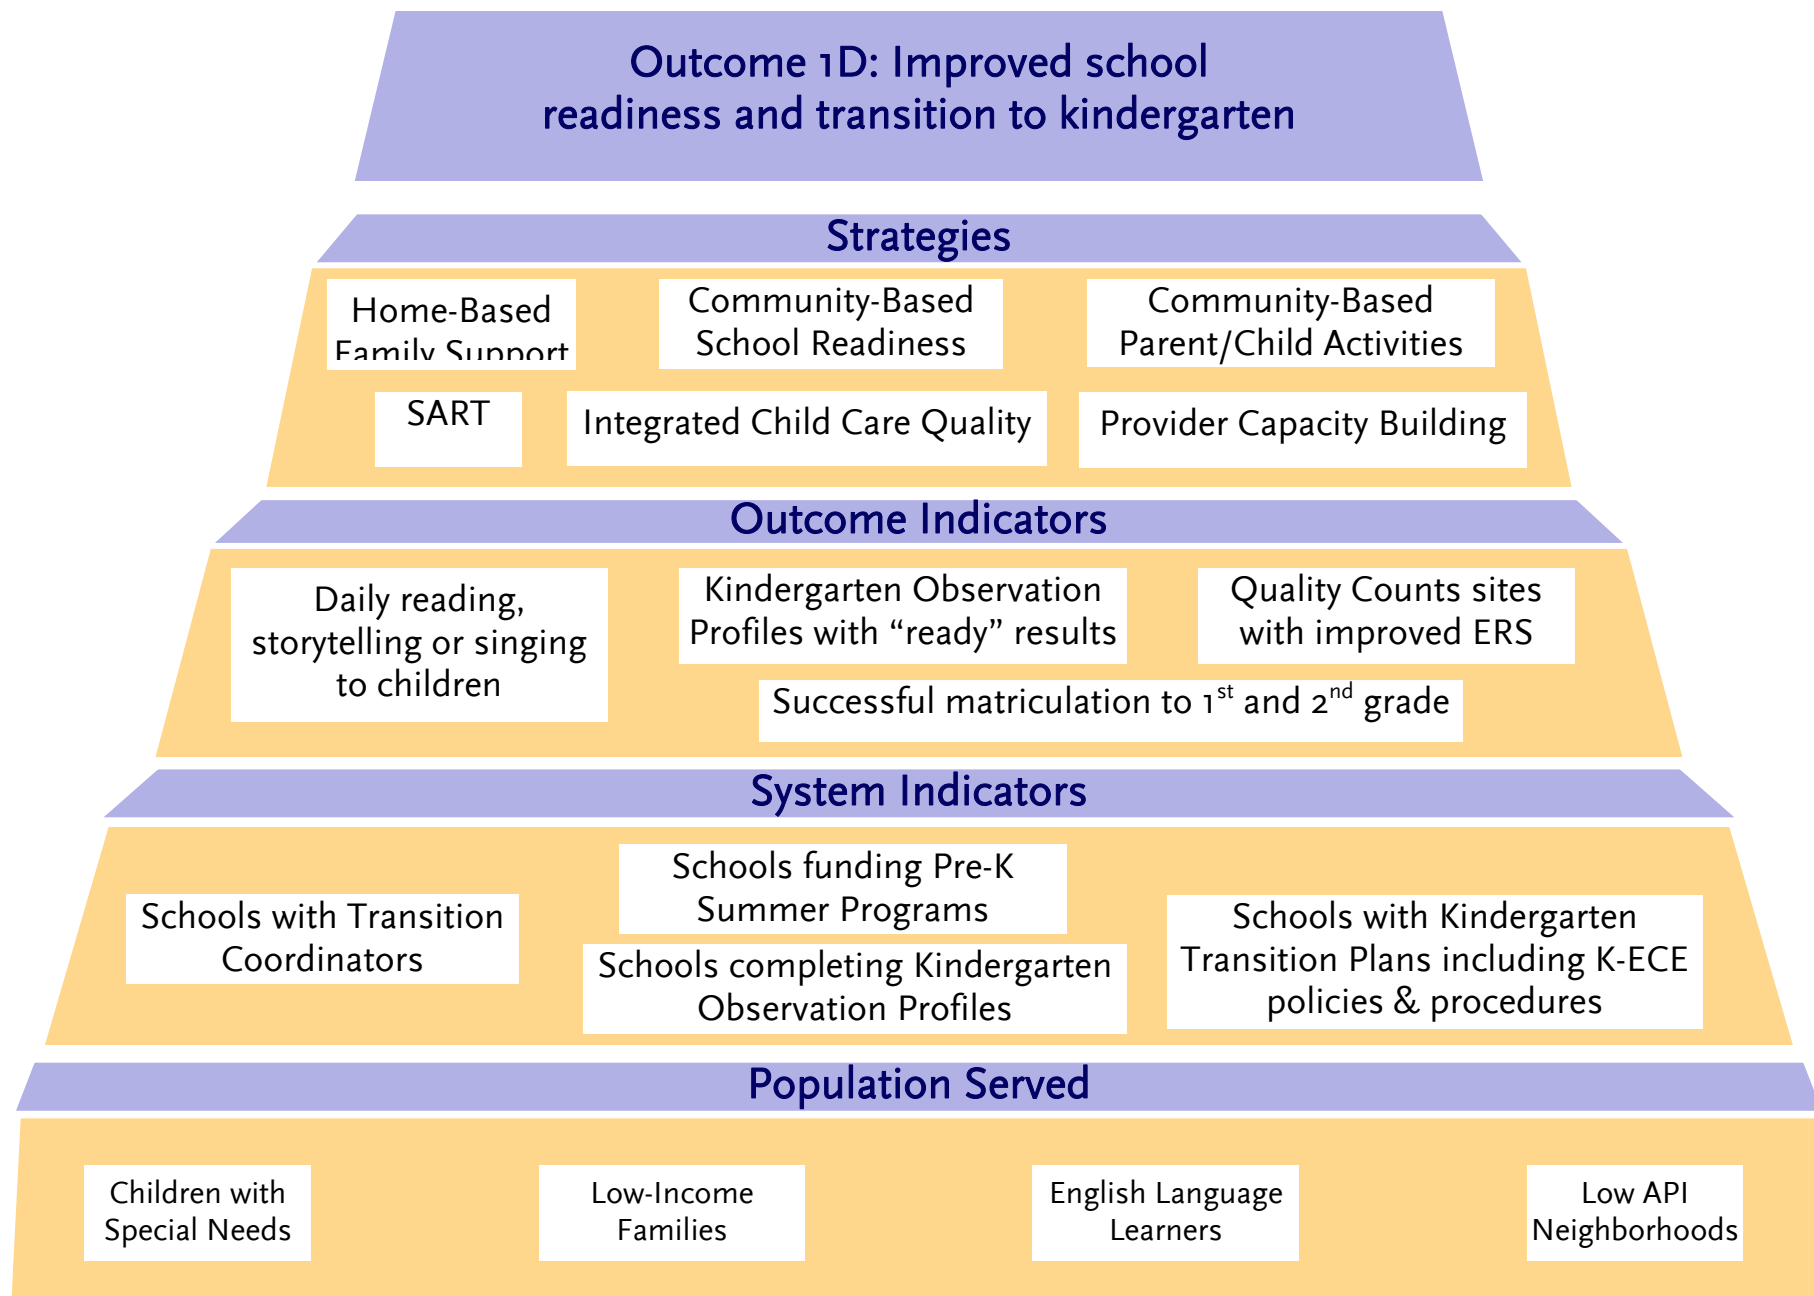 Outcome 1D: Improved school
readiness and transition to kindergarten
Strategies
Home-Based
Family Support
Community-Based
School Readiness
Community-Based
Parent/Child Activities
SART
Integrated Child Care Quality
Provider Capacity Building
Outcome Indicators
Daily reading,
storytelling or singing
to children
Kindergarten Observation
Profiles with “ready” results
Quality Counts sites
with improved ERS
Successful matriculation to 1st and 2nd grade
System Indicators
Schools with Transition
Coordinators
Schools funding Pre-K
Summer Programs
Schools completing Kindergarten
Observation Profiles
Schools with Kindergarten
Transition Plans including K-ECE
policies & procedures
Population Served
Children with
Special Needs
Low-Income
Families
English Language
Learners
Low API
Neighborhoods